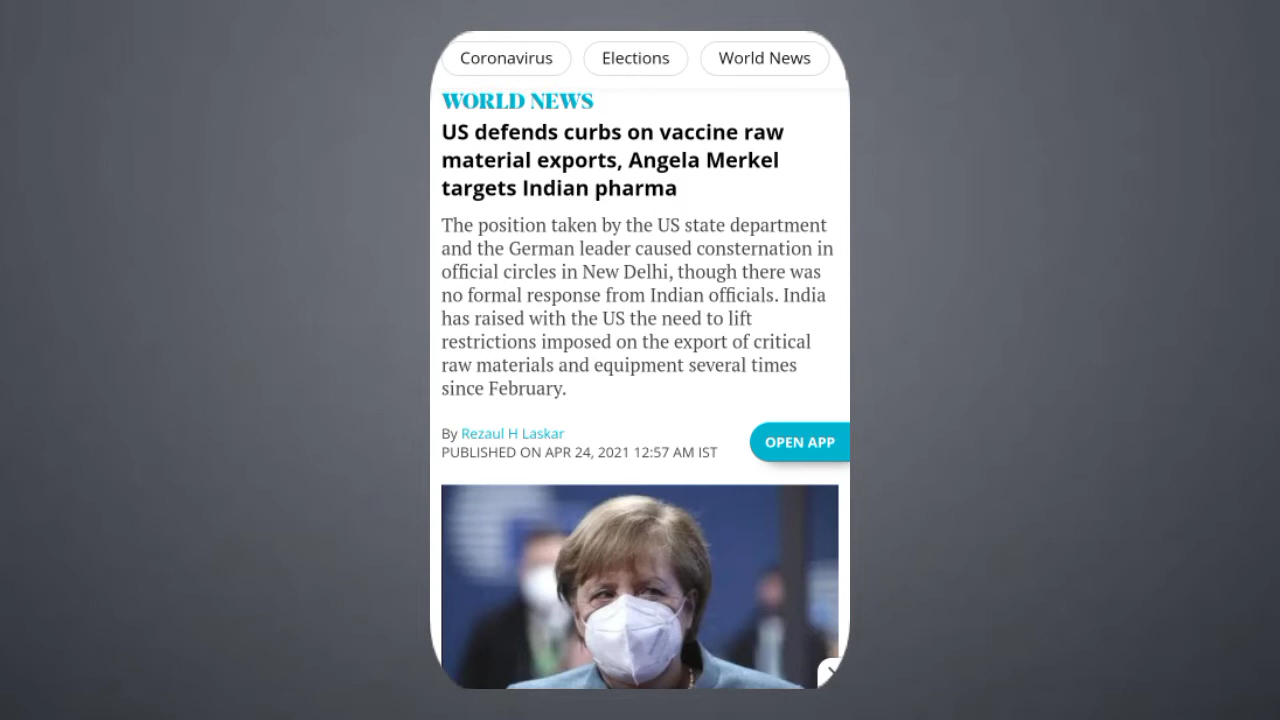 Coronavirus Elections World News
WORLD NEWS
US defends curbs on vaccine raw
material exports, Angela Merkel
targets Indian pharma
The position taken by the US state department
and the German leader caused consternation in
official circles in New Delhi, though there was
no formal response from Indian officials. India
has raised with the US the need to lift
restrictions imposed on the export of critical
raw materials and equipment several times
since February.
By Rezaul H Laskar
PUBLISHED ON APR 24, 2021 12:57 AM IST
OPEN APP